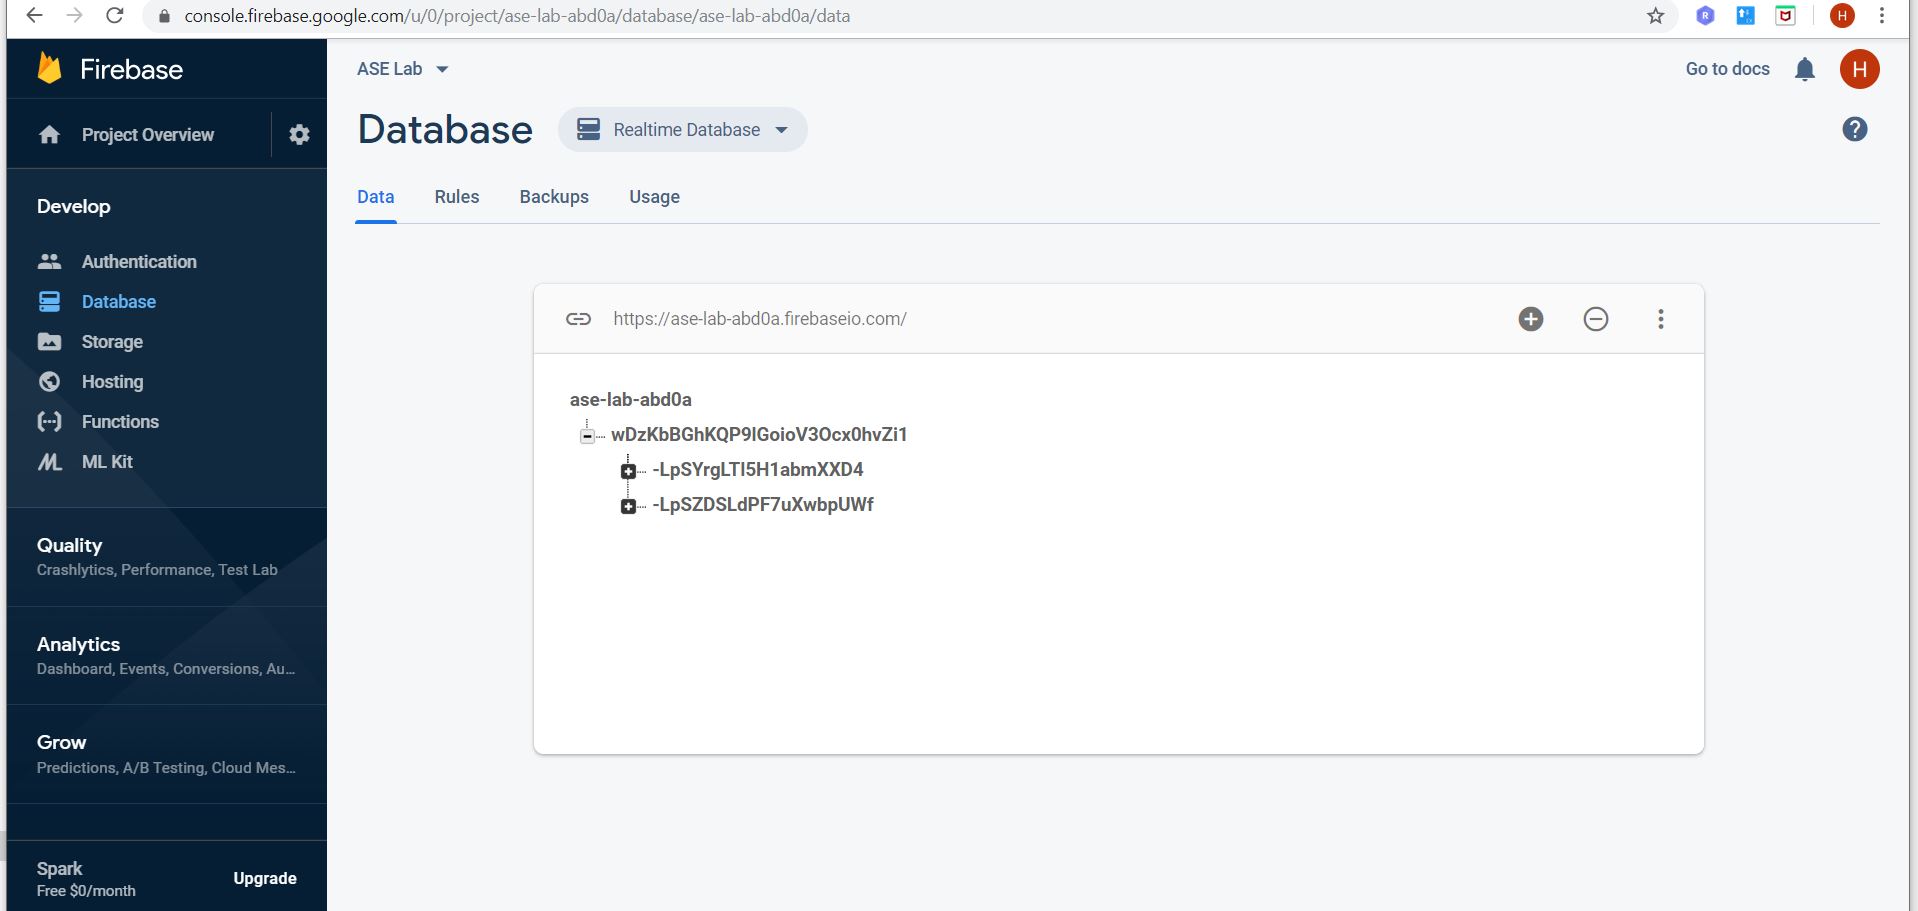 console.firebase.google.com/u/0/project/ase-lab-abd0a/database/ase-lab-abd0a/data
R
H
Firebase
ASE Lab
Go to docs
H
Project Overview
Database
Realtime Database
?
Data
Rules
Backups
Usage
Develop
Authentication
Database
Storage
Hosting
Functions
ML Kit
https://ase-lab-abd0a.firebaseio.com/
ase-lab-abd0a
wDzKbBGhKQP9lGoioV3Ocx0hvZi1
-LpSYrgLTl5H1abmXXD4
-LpSZDSLdPF7uXwbpUWf
Quality
Crashlytics, Performance, Test Lab
Analytics
Dashboard, Events, Conversions, Au...
Grow
Predictions, A/B Testing, Cloud Mes...
Spark
Free $0/month
Upgrade